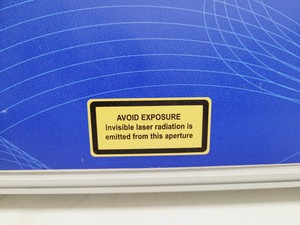 AVOID EXPOSURE
Invisible laser radiation is
emitted from this aperture